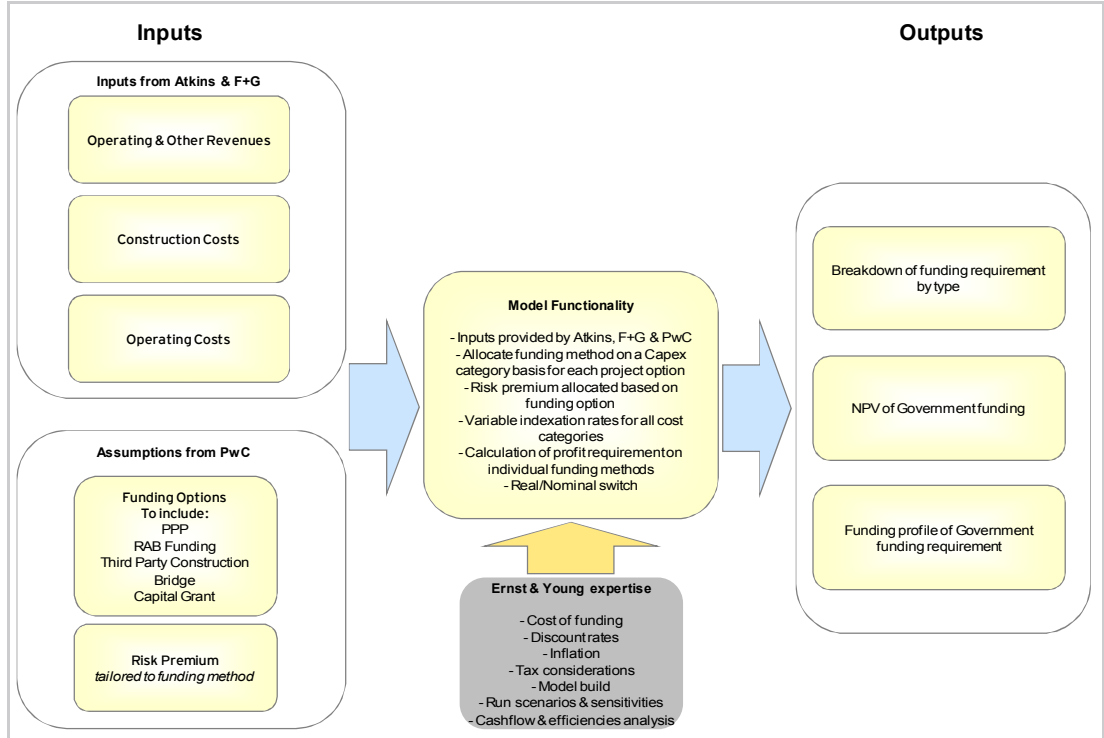 Inputs
Outputs
Inputs from Atkins & F+G
Operating & Other Revenues
Construction Costs
Operating Costs
Assumptions from PwC
Funding Options
To include:
PPP
RAB Funding
Third Party Construction
Bridge
Capital Grant
Risk Premium
tailored to funding method
Model Functionality
- Inputs provided by Atkins, F+G & PwC
- Allocate funding method on a Capex
category basis for each project option
- Risk premium allocated based on
funding option
- Variable indexation rates for all cost
categories
- Calculation of profit requirement on
individual funding methods
- Real/Nominal switch
Ernst & Young expertise
- Cost of funding
- Discount rates
- Inflation
- Tax considerations
- Model build
- Run scenarios & sensitivities
- Cashflow & efficiencies analysis
Breakdown of funding requirement
by type
NPV of Government funding
Funding profile of Government
funding requirement